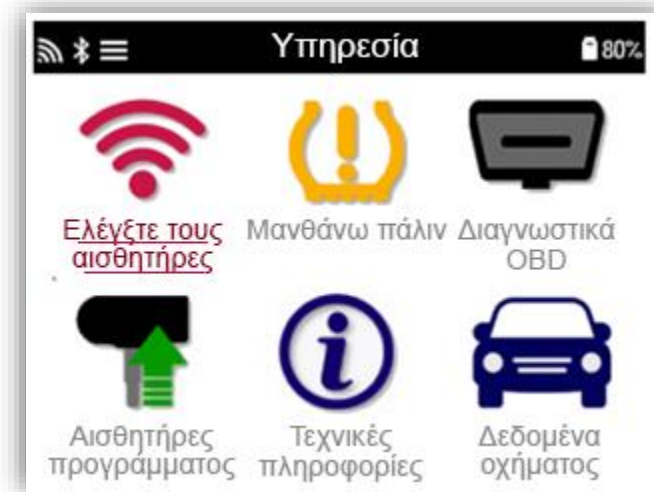 Υπηρεσία
80%
Ελέγξτε τους
αισθητήρες
Μανθάνω πάλιν
Διαγνωστικά
OBD
Αισθητήρες
προγράμματος
Τεχνικές
πληροφορίες
Δεδομένα
οχήματος